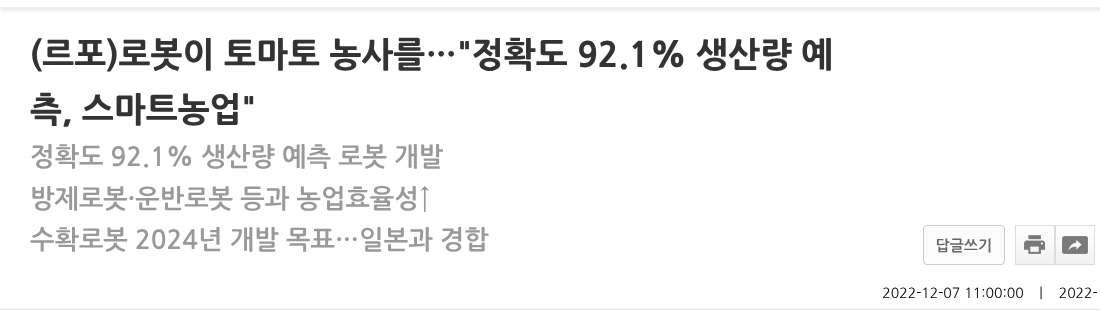 (르포)로봇이 토마토 농사를…"정확도 92.1% 생산량 예
측, 스마트농업"
정확도 92.1% 생산량 예측 로봇 개발
방제로봇·운반로봇 등과 농업효율성↑
수확로봇 2024년 개발 목표…일본과 경합
답글쓰기
2022-12-07 11:00:00 | 2022-